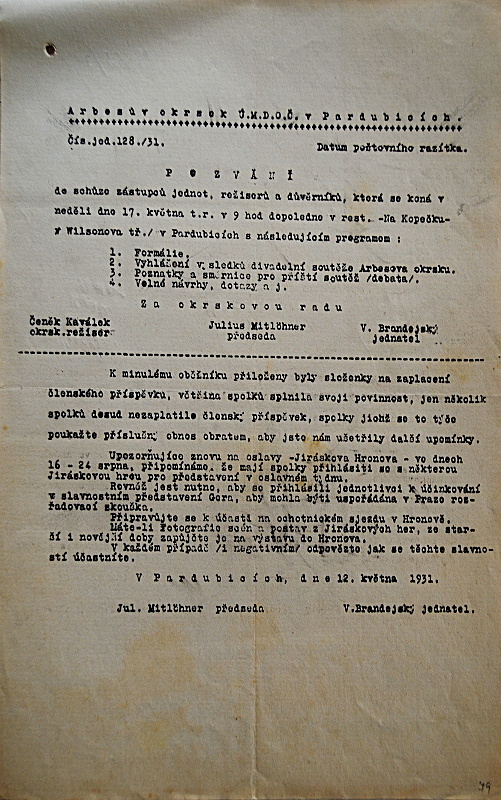 Arbesův okrsek Ú.M.D.O.Č. v Pardubicích.
Čís.jed.128./31.
Datum poštovního razítka.
P o z v á n í
do schůze zástupců jednot, režisorů a důvěrníků, která se koná v
neděli dne 17. května t.r. v 9 hod dopoledne v rest. -Na Kopečku-
Wilsonova tř./ v Pardubicích s následujícím programem :
1. Formálie.
2. Vyhlášení výsledků divadelní soutěže Arbesova okrsku.
3. Poznatky a směrnice pro příští soutěž /debata/.
4. Volné návrhy, dotazy a j.
Za okrskovou radu
Čeněk Kaválek
okrsk.režisér
Julius Mitlöhner
předseda
V. Brandejský
jednatel
K minulému oběžníku přiloženy byly složenky na zaplacení
členského příspěvku, většina spolků splnila svoji povinnost, jen několik
spolků dosud nezaplatilo členský příspěvek, spolky jichž se to týče
poukažte příslušný obnos obratem, aby jste nám ušetřily další upomínky.
Upozorňujeme znovu na oslavy -Jiráskova Hronova - ve dnech
16 - 24 srpna, připomínáme. že mají spolky přihlásiti se s některou
Jiráskovou hrou pro představení v oslavném týdnu.
Rovněž jest nutno, aby se přihlásili jednotlivci k účinkování
v slavnostním představení Gera, aby mohla býti uspořádána v Praze roz-
řaďovací zkouška.
Připravujte se k účasti na ochotnickém sjezdu v Hronově.
Máte-li fotografie scén a postav z Jiráskových her, ze star-
ší i novější doby zapůjčte je na výstavu do Hronova.
V každém případě /i negativním/ odpovězte jak se těchto slavno-
stí účastníte.
V Pardubicích, dne 12. května 1931.
Jul. Mitlöhner předseda
V.Brandejský jednatel.
79